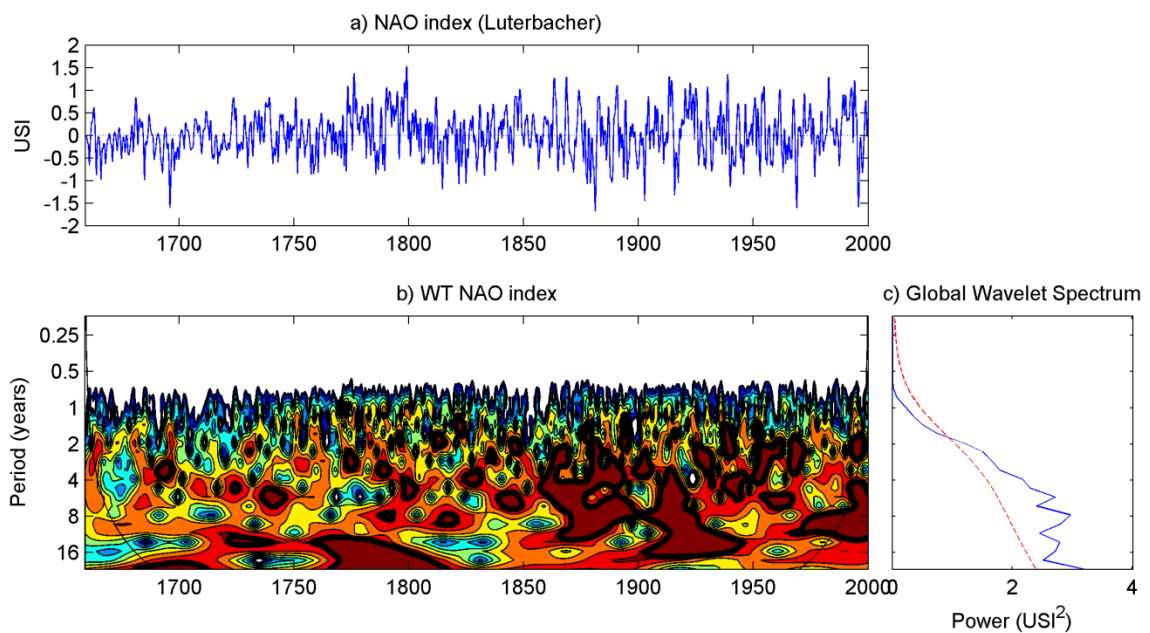 a) NAO index (Luterbacher)
USI
2
1.5
1
0.5
0
-0.5
-1
-1.5
-2
1700 1750 1800 1850 1900 1950 2000
b) WT NAO index
Period (years)
0.25
0.5
1
2
4
8
16
1700 1750 1800 1850 1900 1950 2000
c) Global Wavelet Spectrum
0 2 4
Power (USI²)